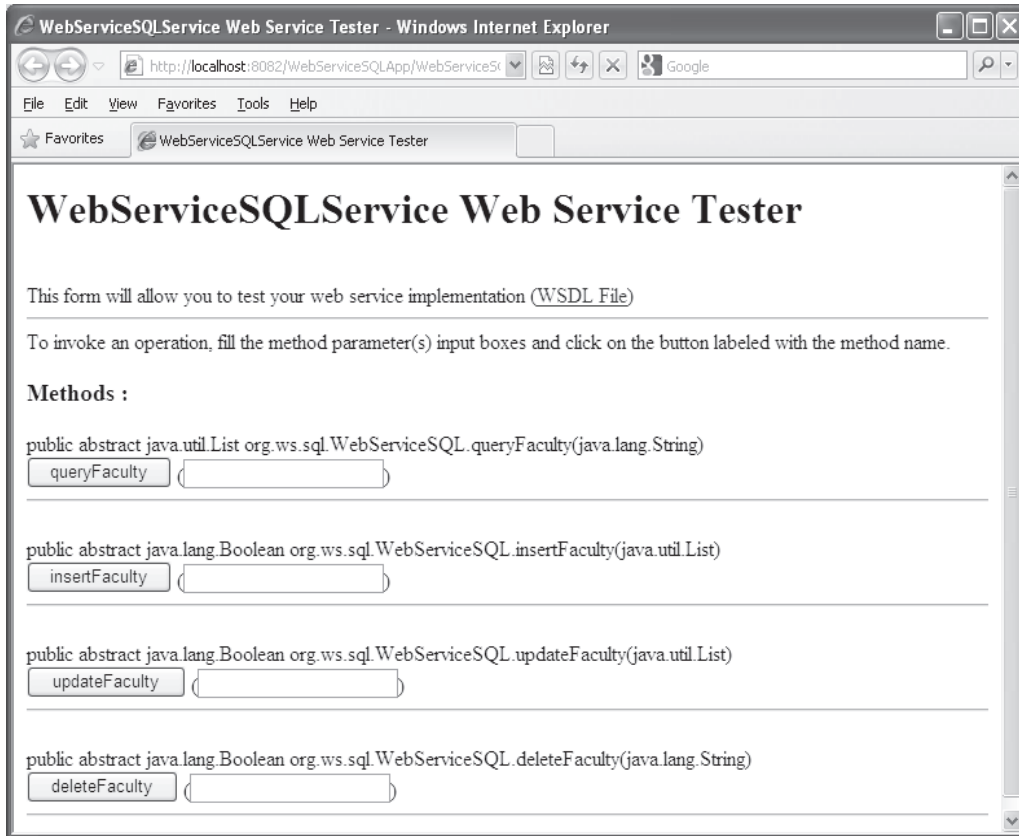 WebServiceSQLService Web Service Tester - Windows Internet Explorer
http://localhost:8082/WebServiceSQLApp/WebServiceS
Google
File Edit View Favorites Tools Help
Favorites WebServiceSQLService Web Service Tester
WebServiceSQLService Web Service Tester
This form will allow you to test your web service implementation (WSDL File)
To invoke an operation, fill the method parameter(s) input boxes and click on the button labeled with the method name.
Methods :
public abstract java.util.List org.ws.sql.WebServiceSQL.queryFaculty(java.lang.String)
queryFaculty ( )
public abstract java.lang.Boolean org.ws.sql.WebServiceSQL.insertFaculty(java.util.List)
insertFaculty ( )
public abstract java.lang.Boolean org.ws.sql.WebServiceSQL.updateFaculty(java.util.List)
updateFaculty ( )
public abstract java.lang.Boolean org.ws.sql.WebServiceSQL.deleteFaculty(java.lang.String)
deleteFaculty ( )